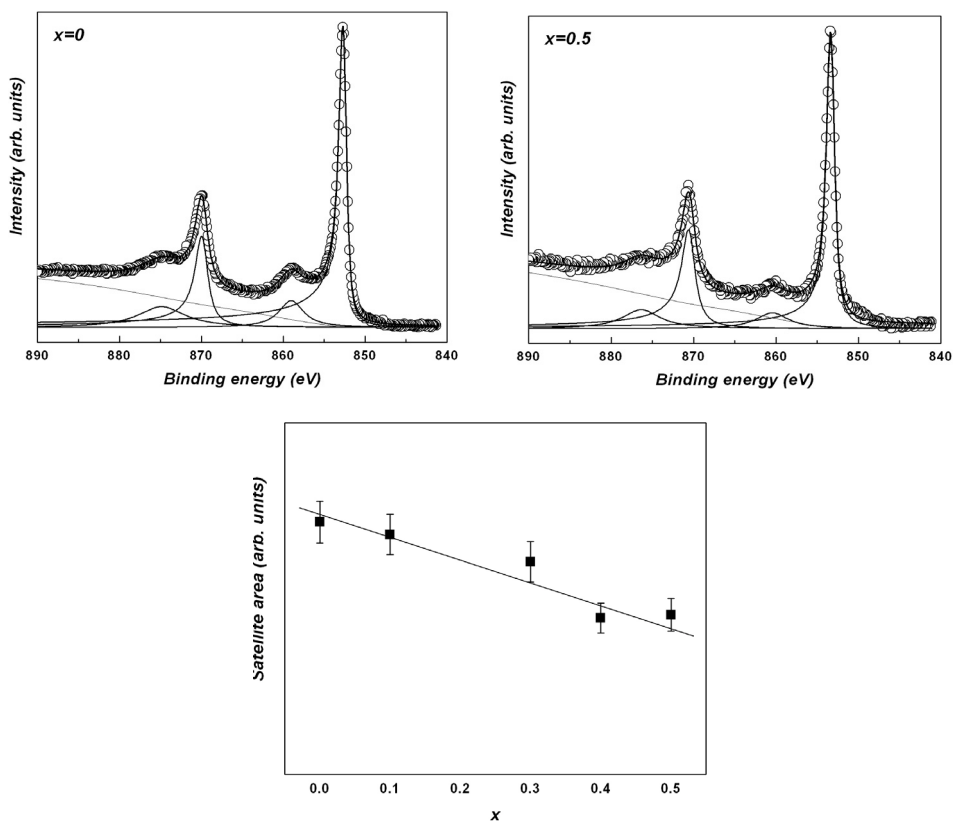 x=0
Intensity (arb. units)
890 880 870 860 850 840
Binding energy (eV)
x=0.5
Intensity (arb. units)
890 880 870 860 850 840
Binding energy (eV)
Satellite area (arb. units)
0.0 0.1 0.2 0.3 0.4 0.5
x